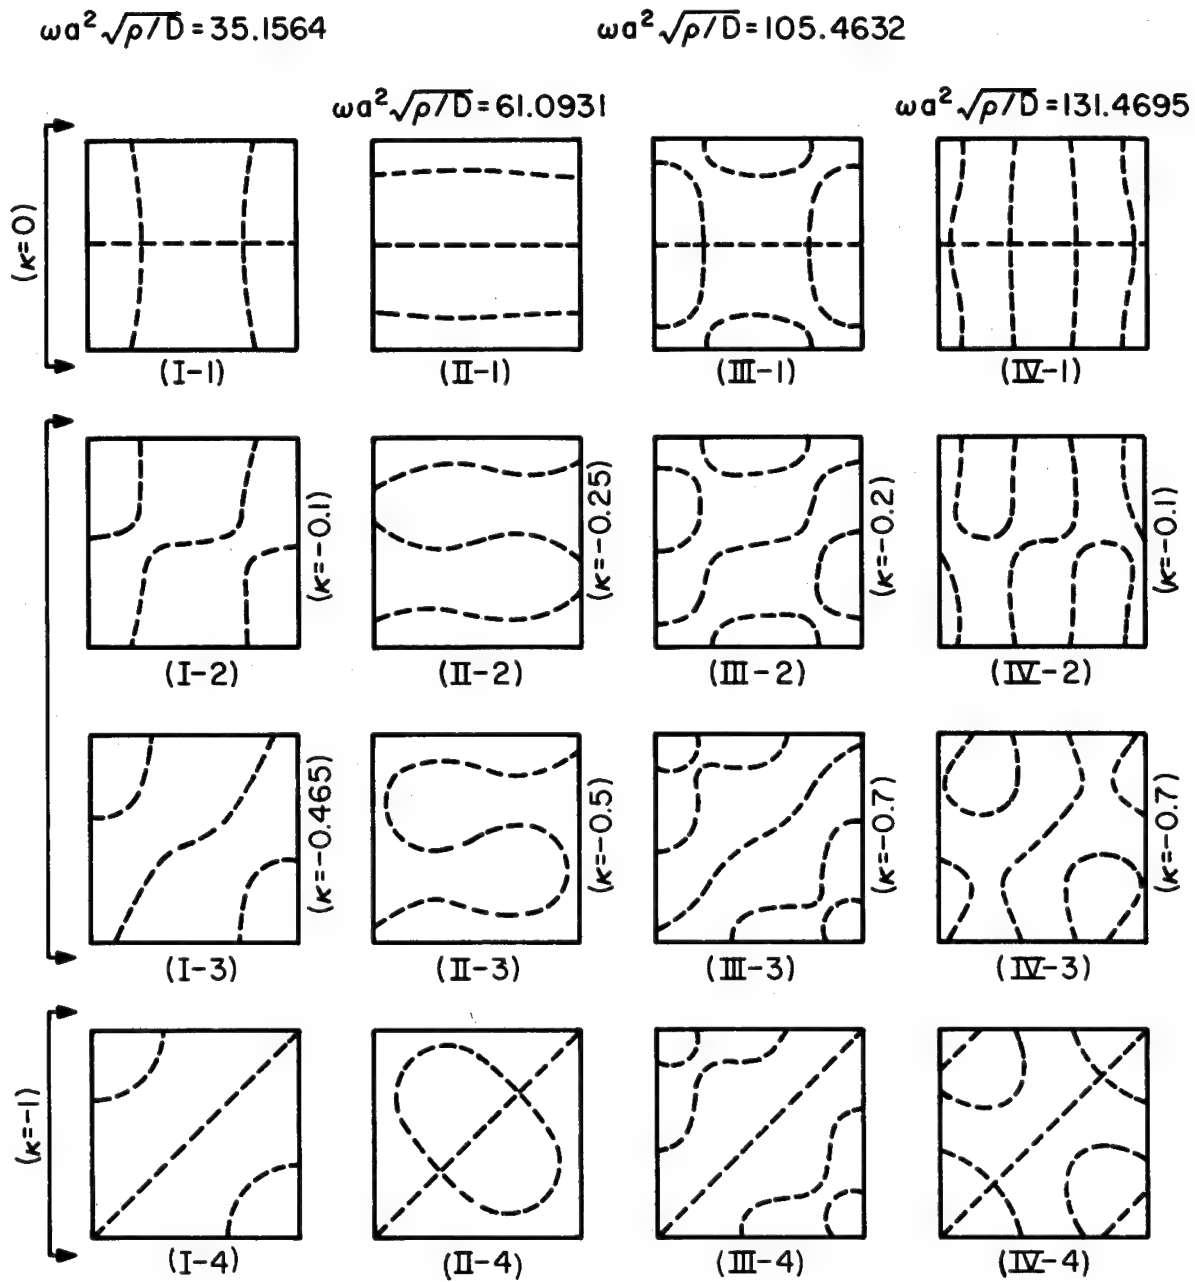 ωa²√ρ/D = 35.1564
ωa²√ρ/D = 105.4632
ωa²√ρ/D = 61.0931
ωa²√ρ/D = 131.4695
(κ=0)
(I-1)
(II-1)
(III-1)
(IV-1)
(κ=-0.1)
(κ=-0.25)
(κ=-0.2)
(κ=-0.1)
(I-2)
(II-2)
(III-2)
(IV-2)
(κ=-0.465)
(κ=-0.5)
(κ=-0.7)
(κ=-0.7)
(I-3)
(II-3)
(III-3)
(IV-3)
(κ=-1)
(I-4)
(II-4)
(III-4)
(IV-4)